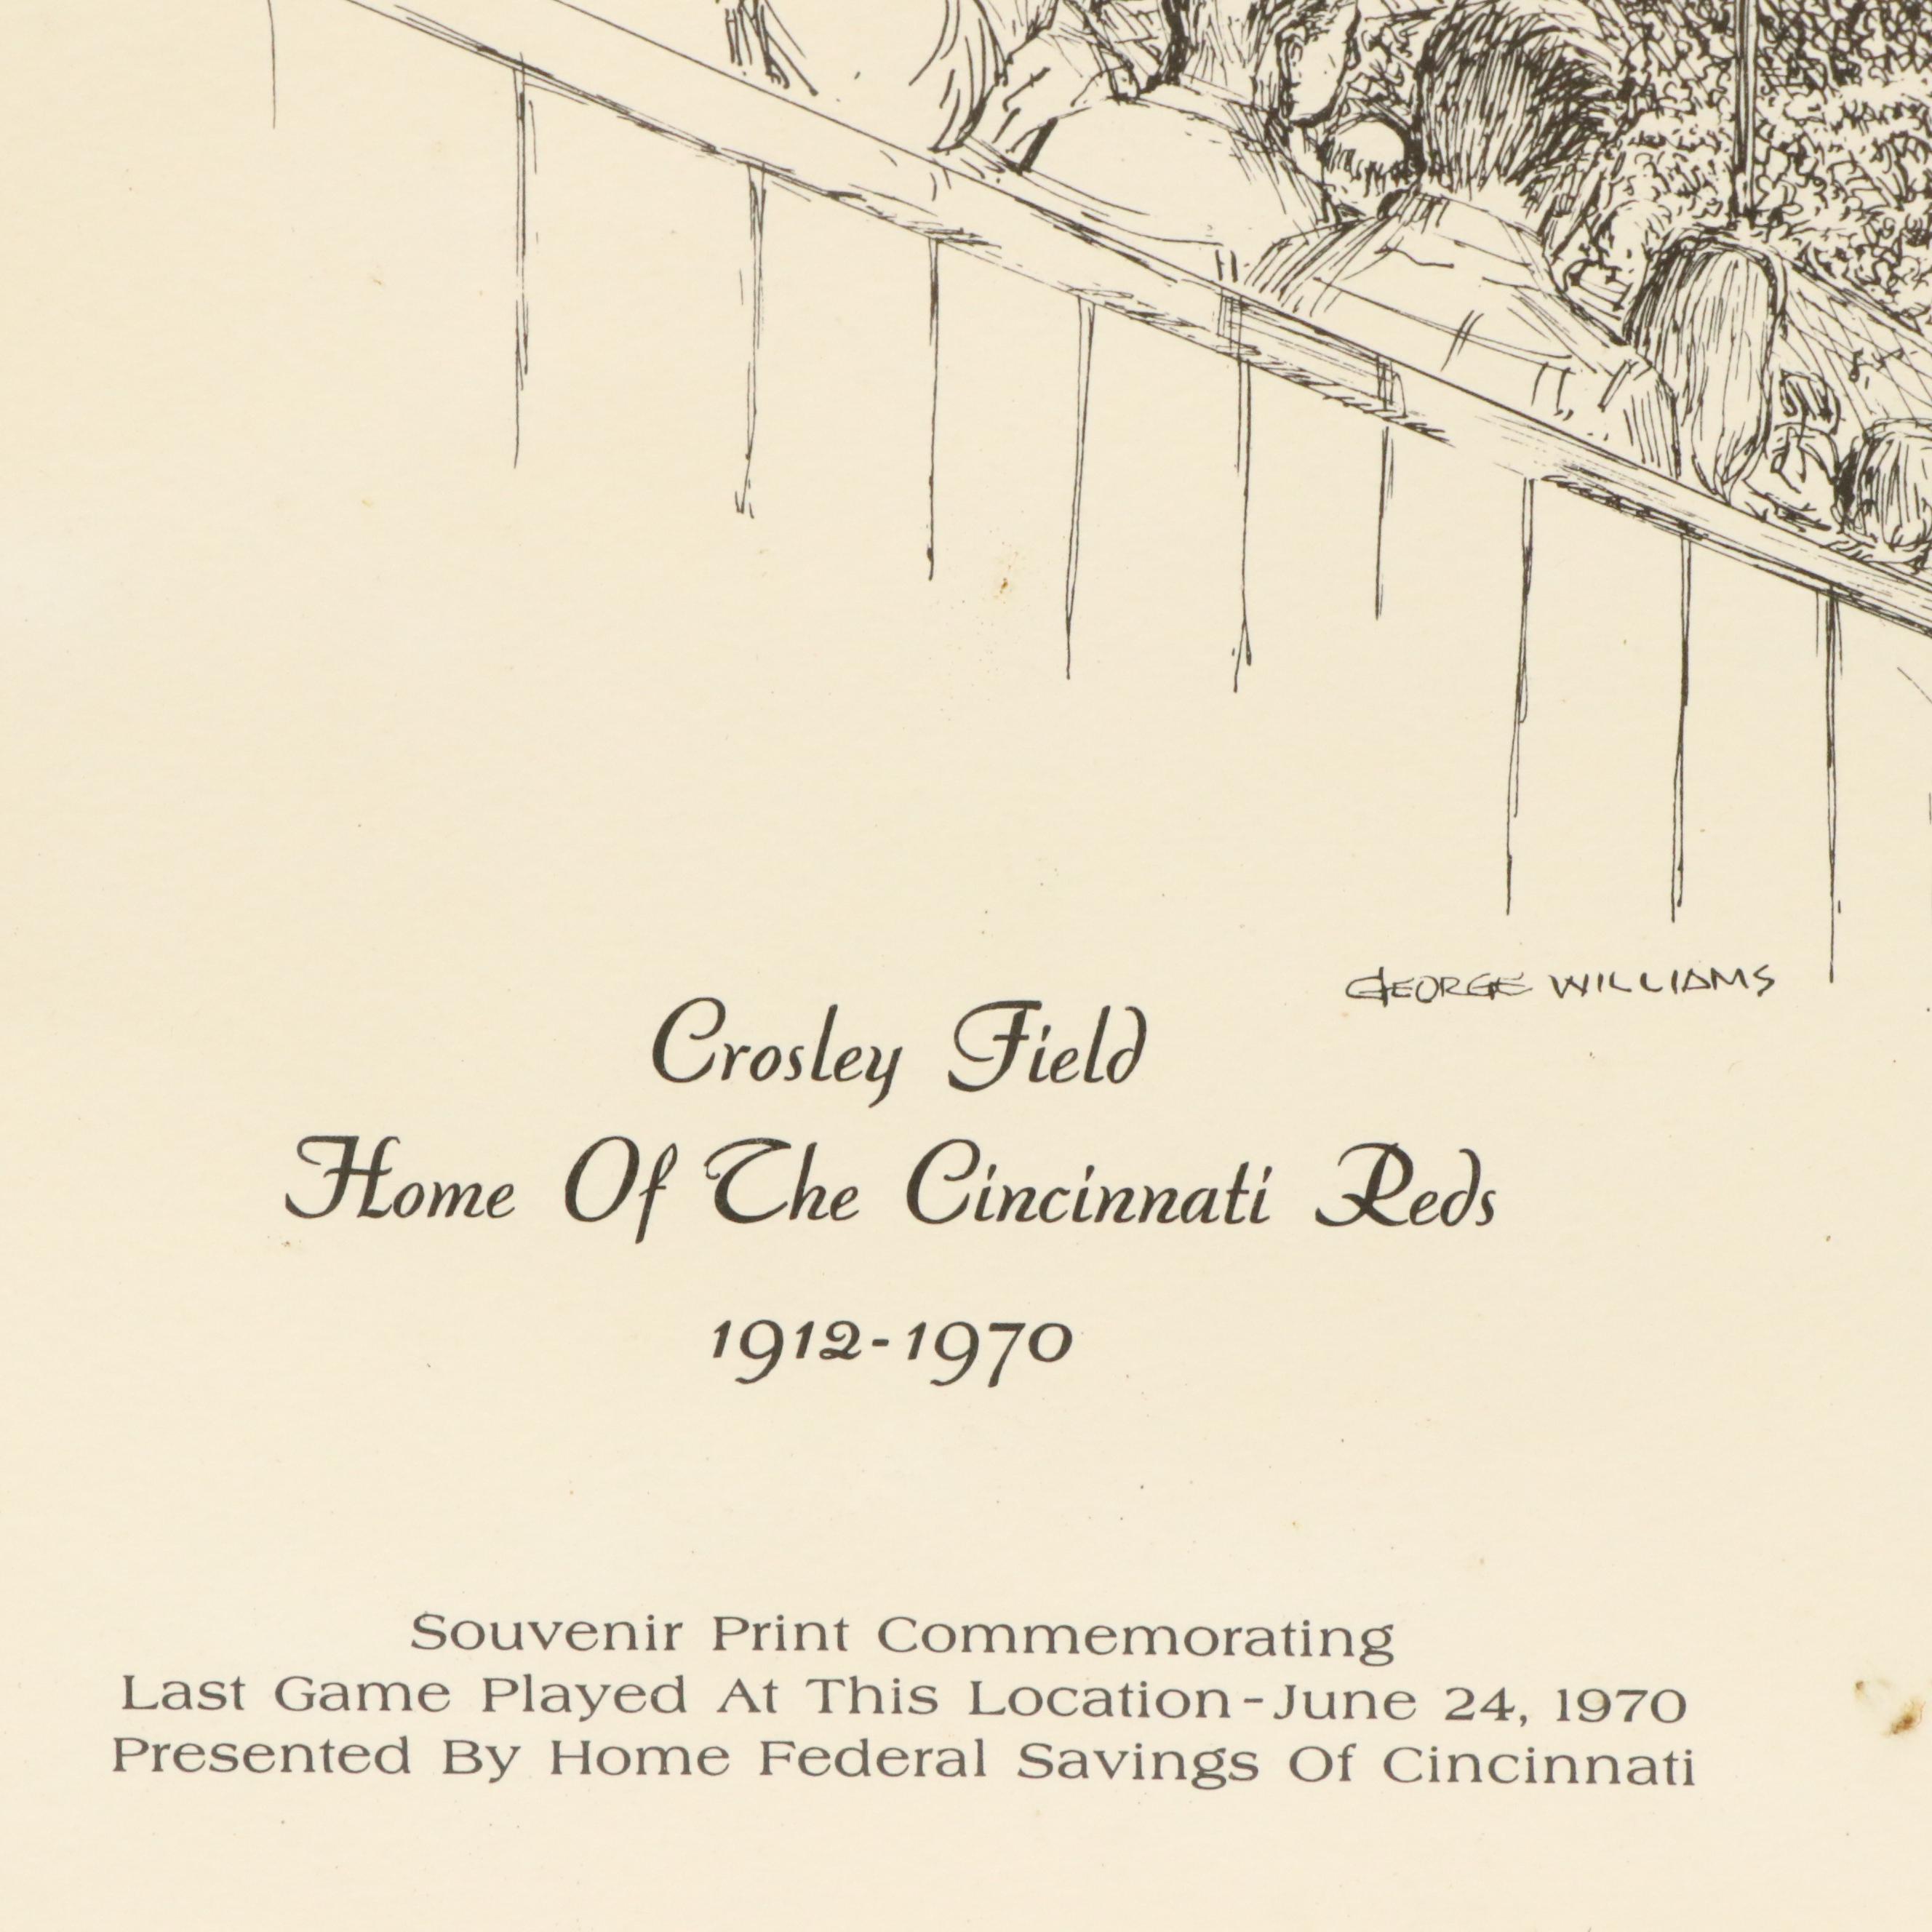 GEORGE WILLIAMS
Crosley Field
Home Of The Cincinnati Reds
1912-1970
Souvenir Print Commemorating
Last Game Played At This Location-June 24, 1970
Presented By Home Federal Savings Of Cincinnati